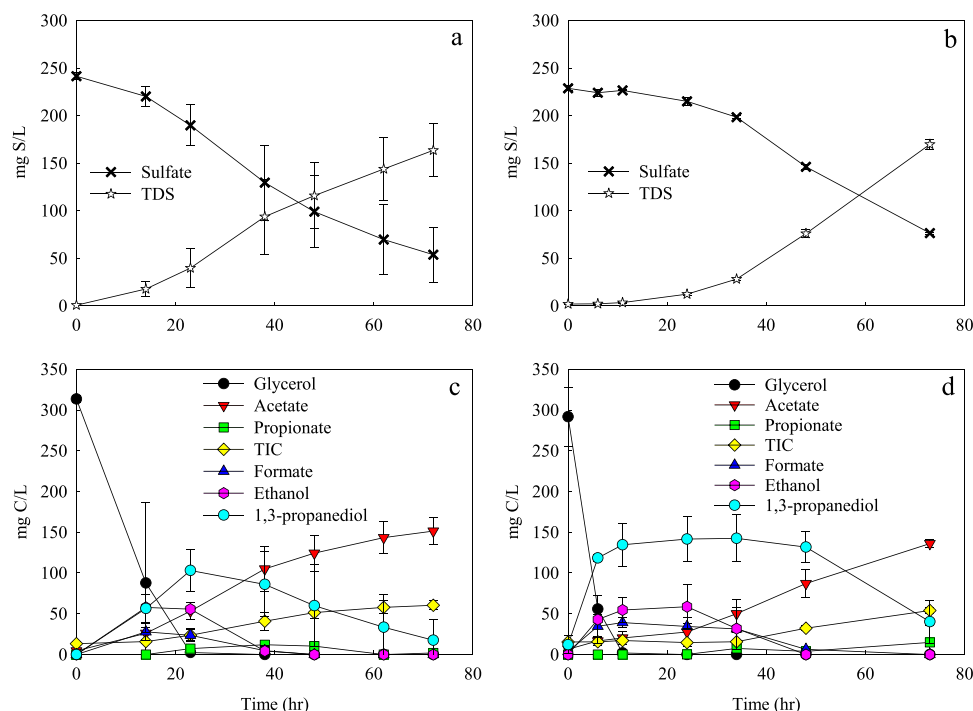 a
300
250
200
150
100
50
0
mg S/L
Sulfate
TDS
0
20
40
60
80
b
300
250
200
150
100
50
0
mg S/L
Sulfate
TDS
0
20
40
60
80
c
350
300
250
200
150
100
50
0
mg C/L
Glycerol
Acetate
Propionate
TIC
Formate
Ethanol
1,3-propanediol
0
20
40
60
80
Time (hr)
d
350
300
250
200
150
100
50
0
mg C/L
Glycerol
Acetate
Propionate
TIC
Formate
Ethanol
1,3-propanediol
0
20
40
60
80
Time (hr)